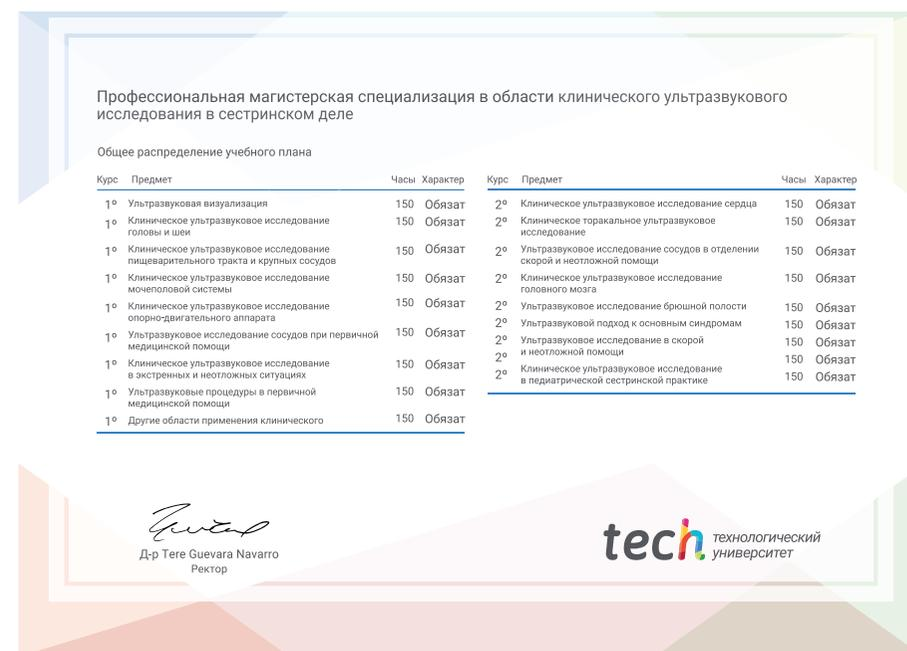 Профессиональная магистерская специализация в области клинического ультразвукового
исследования в сестринском деле
Общее распределение учебного плана
Курс Предмет Часы Характер
1º Ультразвуковая визуализация 150 Обязат
1º Клиническое ультразвуковое исследование 150 Обязат
головы и шеи
1º Клиническое ультразвуковое исследование 150 Обязат
пищеварительного тракта и крупных сосудов
1º Клиническое ультразвуковое исследование 150 Обязат
мочеполовой системы
1º Клиническое ультразвуковое исследование 150 Обязат
опорно-двигательного аппарата
1º Ультразвуковое исследование сосудов при первичной 150 Обязат
медицинской помощи
1º Клиническое ультразвуковое исследование 150 Обязат
в экстренных и неотложных ситуациях
1º Ультразвуковые процедуры в первичной 150 Обязат
медицинской помощи
1º Другие области применения клинического 150 Обязат
Курс Предмет Часы Характер
2º Клиническое ультразвуковое исследование сердца 150 Обязат
2º Клиническое торакальное ультразвуковое 150 Обязат
исследование
2º Ультразвуковое исследование сосудов в отделении 150 Обязат
скорой и неотложной помощи
2º Клиническое ультразвуковое исследование 150 Обязат
головного мозга
2º Ультразвуковое исследование брюшной полости 150 Обязат
2º Ультразвуковой подход к основным синдромам 150 Обязат
2º Ультразвуковое исследование в скорой 150 Обязат
2º и неотложной помощи 150 Обязат
2º Клиническое ультразвуковое исследование 150 Обязат
в педиатрической сестринской практике
Д-р Tere Guevara Navarro
Ректор
tech технологический
университет